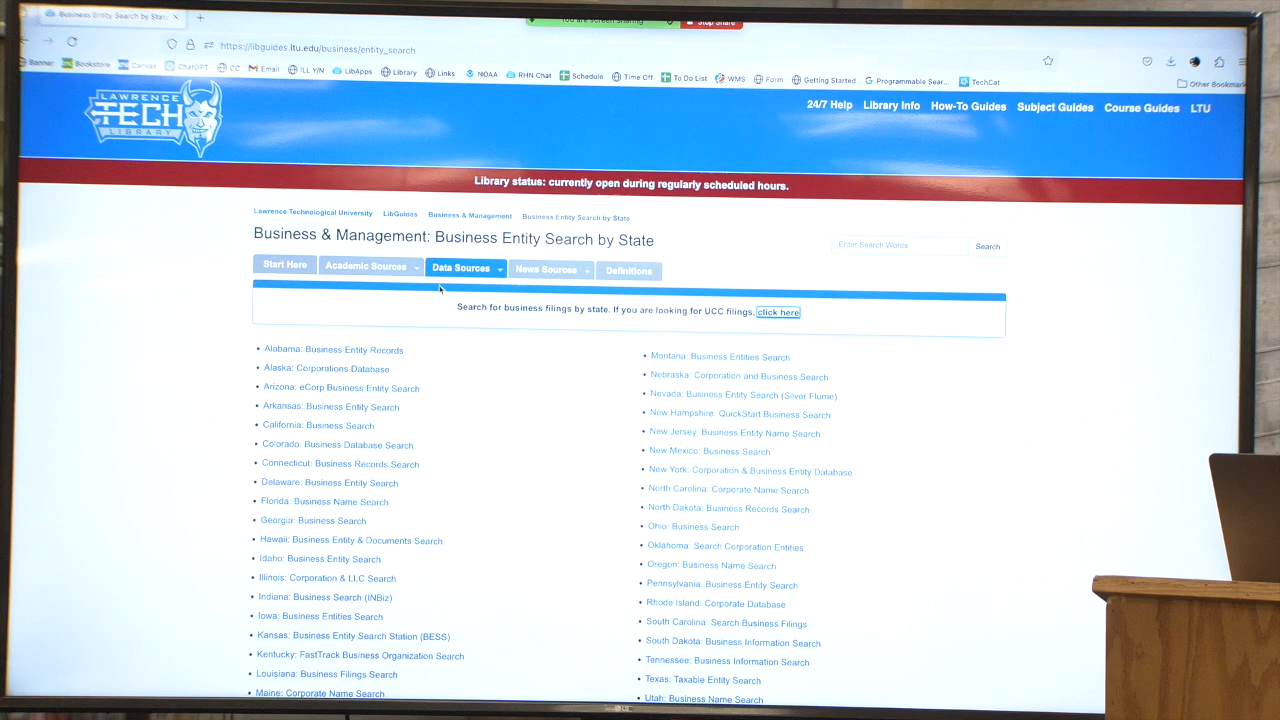 Business Entity Search by State
You are screen sharing
Stop Share
https://libguides.ltu.edu/business/entity_search
Banner Bookstore Canvas ChatGPT CC Email ILL Y/N LibApps Library Links NOAA RHN Chat Schedule Time Off To Do List WMS Form Getting Started Programmable Sear... TechCat
Other Bookmark
LAWRENCE
TECH
LIBRARY
24/7 Help Library Info How-To Guides Subject Guides Course Guides LTU
Library status: currently open during regularly scheduled hours.
Lawrence Technological University LibGuides Business & Management Business Entity Search by State
Business & Management: Business Entity Search by State
Enter Search Words Search
Start Here Academic Sources Data Sources News Sources Definitions
Search for business filings by state. If you are looking for UCC filings, click here
• Alabama: Business Entity Records
• Alaska: Corporations Database
• Arizona: eCorp Business Entity Search
• Arkansas: Business Entity Search
• California: Business Search
• Colorado: Business Database Search
• Connecticut: Business Records Search
• Delaware: Business Entity Search
• Florida: Business Name Search
• Georgia: Business Search
• Hawaii: Business Entity & Documents Search
• Idaho: Business Entity Search
• Illinois: Corporation & LLC Search
• Indiana: Business Search (INBiz)
• Iowa: Business Entities Search
• Kansas: Business Entity Search Station (BESS)
• Kentucky: FastTrack Business Organization Search
• Louisiana: Business Filings Search
• Maine: Corporate Name Search
• Montana: Business Entities Search
• Nebraska: Corporation and Business Search
• Nevada: Business Entity Search (Silver Flume)
• New Hampshire: QuickStart Business Search
• New Jersey: Business Entity Name Search
• New Mexico: Business Search
• New York: Corporation & Business Entity Database
• North Carolina: Corporate Name Search
• North Dakota: Business Records Search
• Ohio: Business Search
• Oklahoma: Search Corporation Entities
• Oregon: Business Name Search
• Pennsylvania: Business Entity Search
• Rhode Island: Corporate Database
• South Carolina: Search Business Filings
• South Dakota: Business Information Search
• Tennessee: Business Information Search
• Texas: Taxable Entity Search
• Utah: Business Name Search
LG